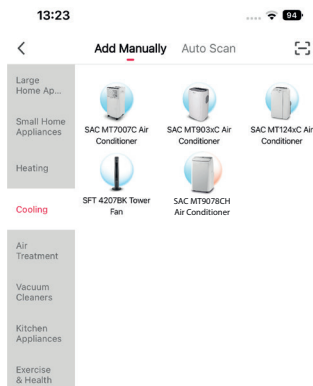 13:23
94
Add Manually Auto Scan
Large
Home Ap...
Small Home
Appliances
Heating
Cooling
Air
Treatment
Vacuum
Cleaners
Kitchen
Appliances
Exercise
& Health
SAC MT7007C Air
Conditioner
SAC MT903xC Air
Conditioner
SAC MT124xC Air
Conditioner
SFT 4207BK Tower
Fan
SAC MT9078CH
Air Conditioner